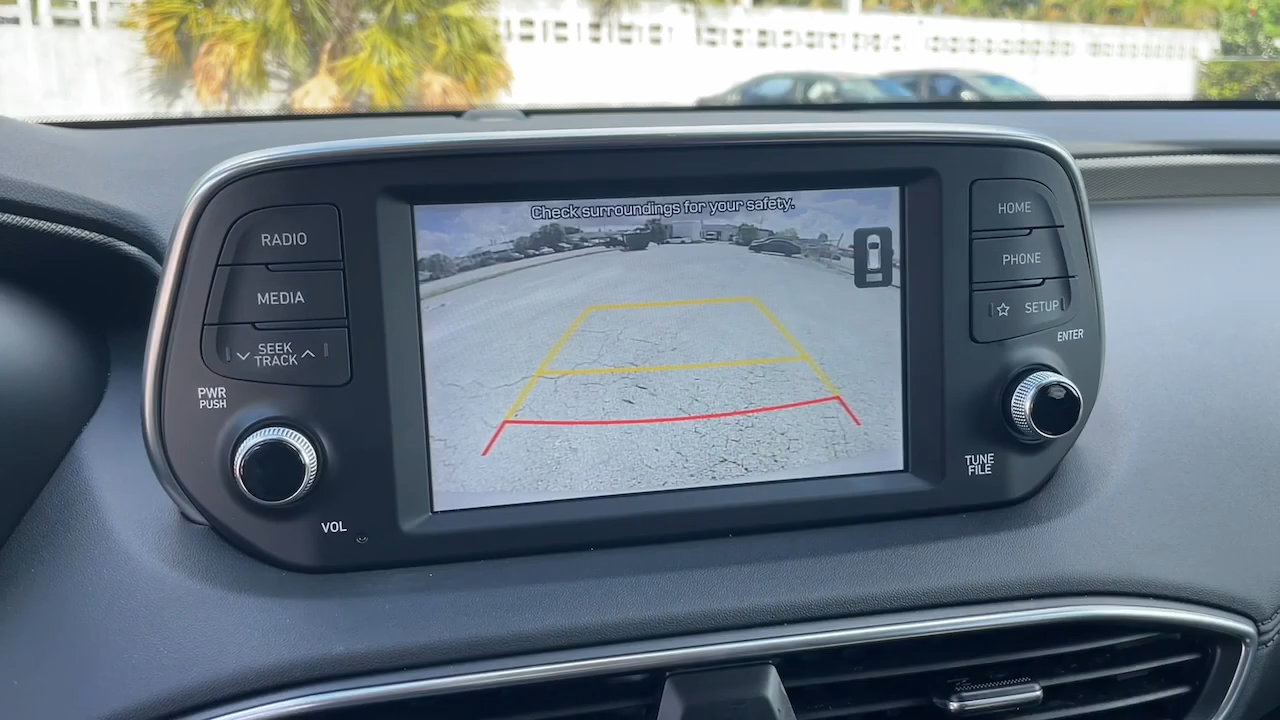 Check surroundings for your safety.
RADIO
MEDIA
SEEK
TRACK
PWR
PUSH
VOL
HOME
PHONE
SETUP
ENTER
TUNE
FILE